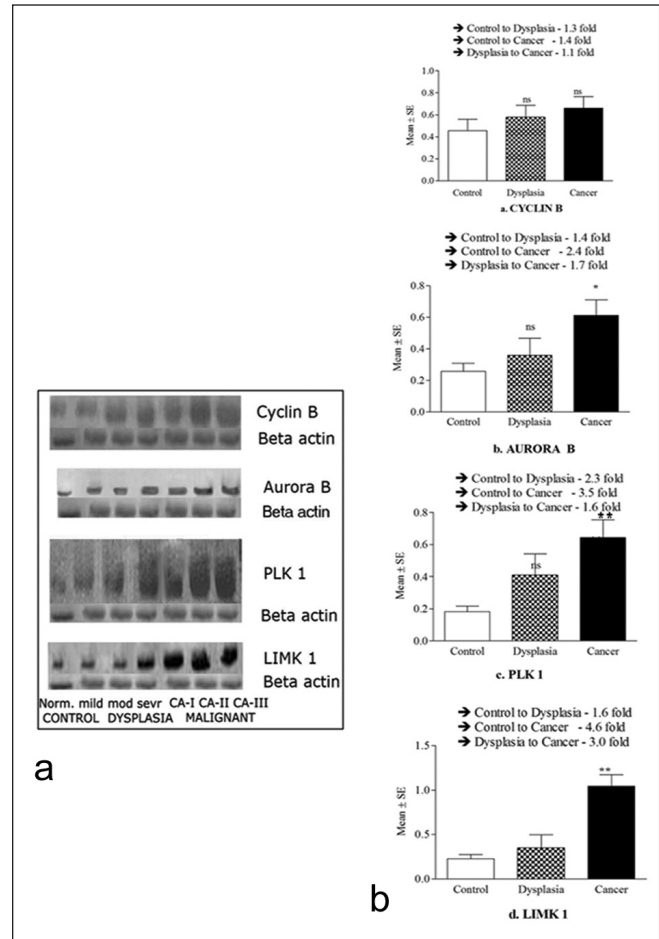 Cyclin B
Beta actin
Aurora B
Beta actin
PLK 1
Beta actin
LIMK 1
Beta actin
Norm. mild mod sevr CA-I CA-II CA-III
CONTROL DYSPLASIA MALIGNANT
a
➔ Control to Dysplasia - 1.3 fold
➔ Control to Cancer - 1.4 fold
➔ Dysplasia to Cancer - 1.1 fold
Mean ± SE
1.0
0.8
0.6
0.4
0.2
0.0
ns
ns
Control Dysplasia Cancer
a. CYCLIN B
➔ Control to Dysplasia - 1.4 fold
➔ Control to Cancer - 2.4 fold
➔ Dysplasia to Cancer - 1.7 fold
Mean ± SE
0.8
0.6
0.4
0.2
0.0
ns
*
Control Dysplasia Cancer
b. AURORA B
➔ Control to Dysplasia - 2.3 fold
➔ Control to Cancer - 3.5 fold
➔ Dysplasia to Cancer - 1.6 fold
Mean ± SE
0.8
0.6
0.4
0.2
0.0
ns
**
Control Dysplasia Cancer
c. PLK 1
➔ Control to Dysplasia - 1.6 fold
➔ Control to Cancer - 4.6 fold
➔ Dysplasia to Cancer - 3.0 fold
Mean ± SE
1.5
1.0
0.5
0.0
**
Control Dysplasia Cancer
d. LIMK 1
b